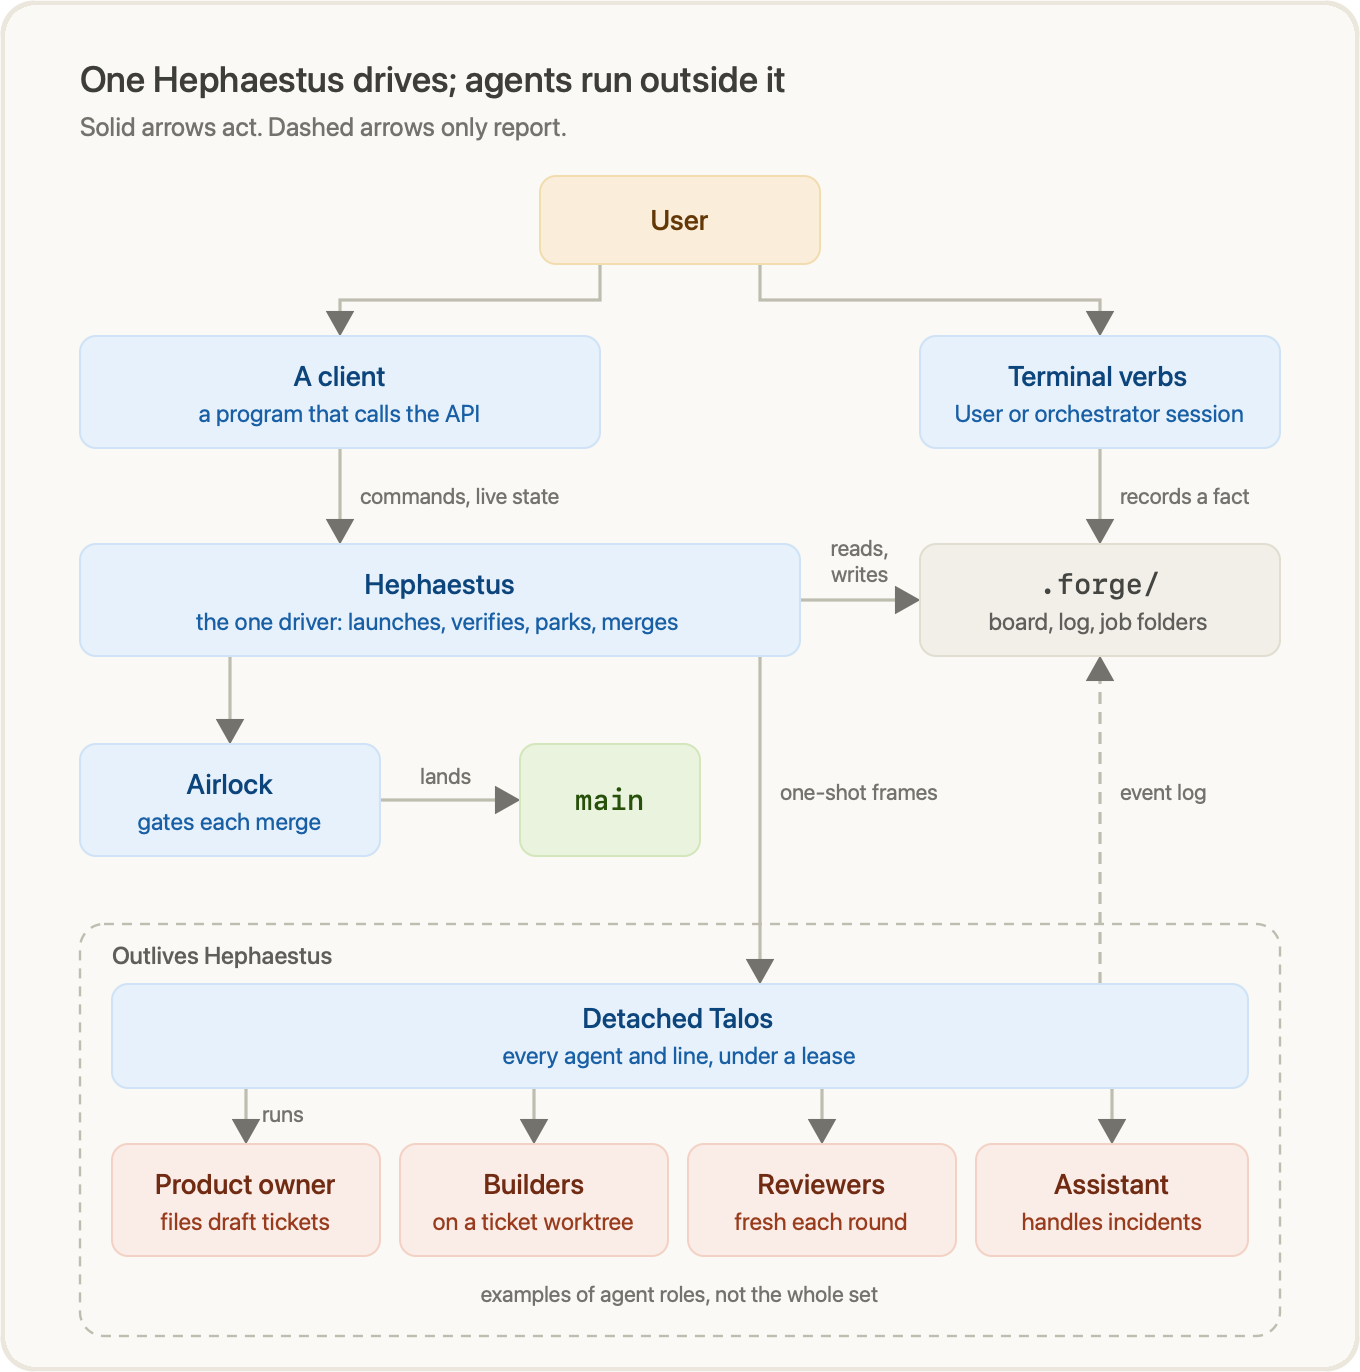 One Hephaestus drives; agents run outside it
Solid arrows act. Dashed arrows only report.
User
A client
a program that calls the API
Terminal verbs
User or orchestrator session
commands, live state
records a fact
Hephaestus
the one driver: launches, verifies, parks, merges
reads,
writes
.forge/
board, log, job folders
Airlock
gates each merge
lands
main
one-shot frames
event log
Outlives Hephaestus
Detached Talos
every agent and line, under a lease
runs
Product owner
files draft tickets
Builders
on a ticket worktree
Reviewers
fresh each round
Assistant
handles incidents
examples of agent roles, not the whole set